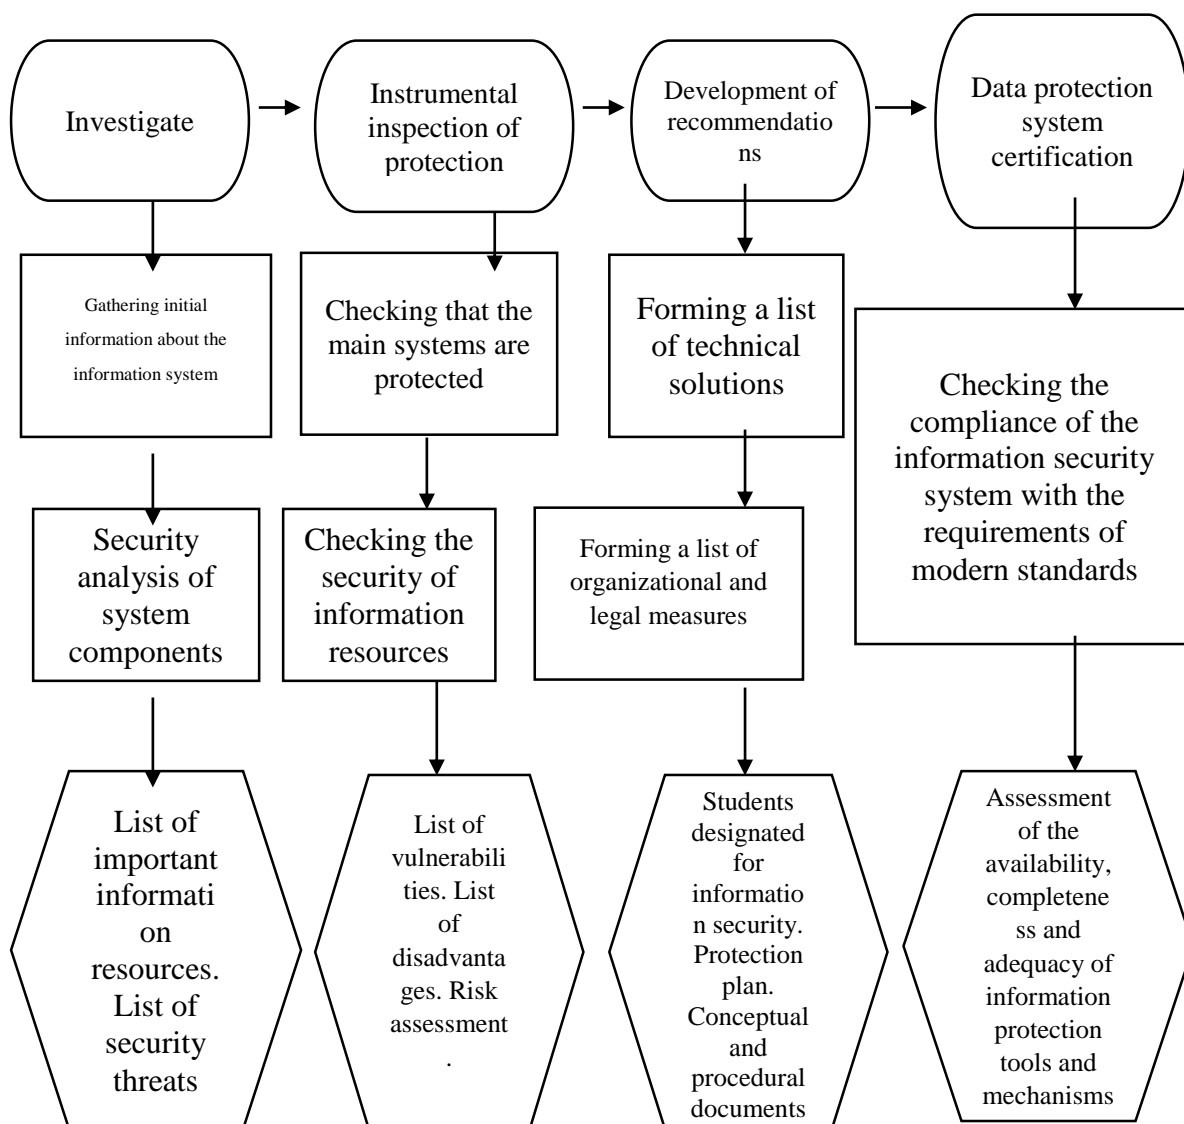 Investigate
Instrumental
inspection of
protection
Development of
recommendatio
ns
Data protection
system
certification
Gathering initial
information about the
information system
Checking that the
main systems are
protected
Forming a list
of technical
solutions
Checking the
compliance of the
information security
system with the
requirements of
modern standards
Security
analysis of
system
components
Checking the
security of
information
resources
Forming a list of
organizational and
legal measures
List of
important
informati
on
resources.
List of
security
threats
List of
vulnerabili
ties. List
of
disadvanta
ges. Risk
assessment
.
Students
designated
for
informatio
n security.
Protection
plan.
Conceptual
and
procedural
documents
Assessment
of the
availability,
completene
ss and
adequacy of
information
protection
tools and
mechanisms